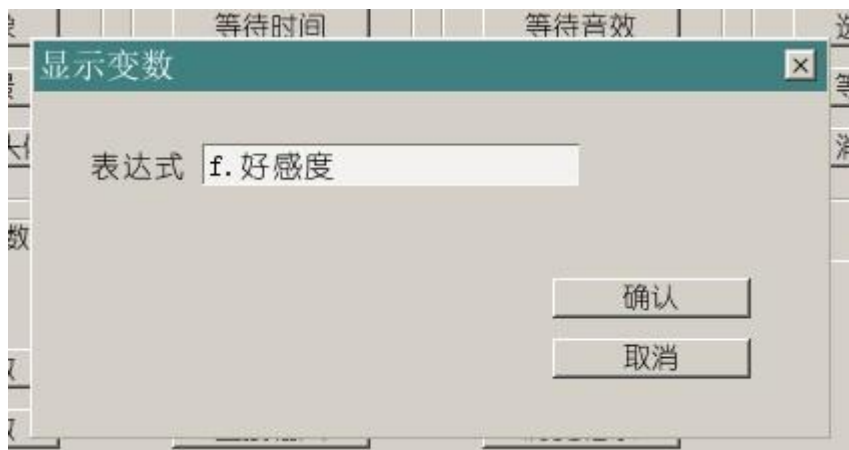 等待时间 等待音效
显示变数
表达式 f.好感度
数
确认
取消